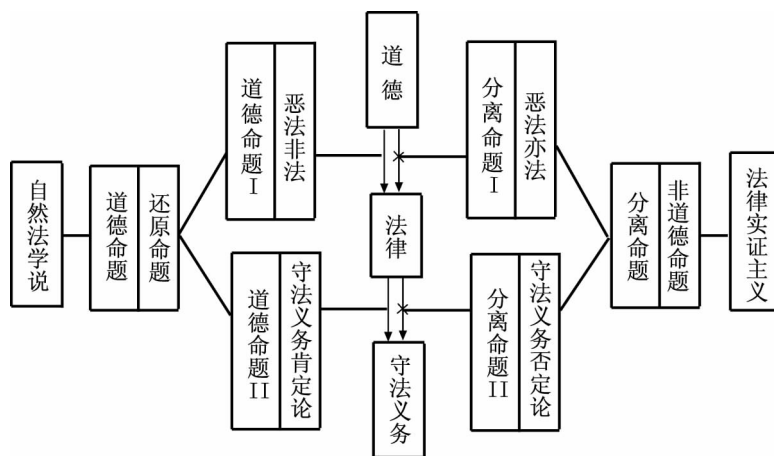 自然法学说
道德命题
还原命题
道德命题I
恶法非法
道德命题II
守法义务肯定论
道德
法律
守法义务
分离命题I
恶法亦法
分离命题II
守法义务否定论
分离命题
非道德命题
法律实证主义